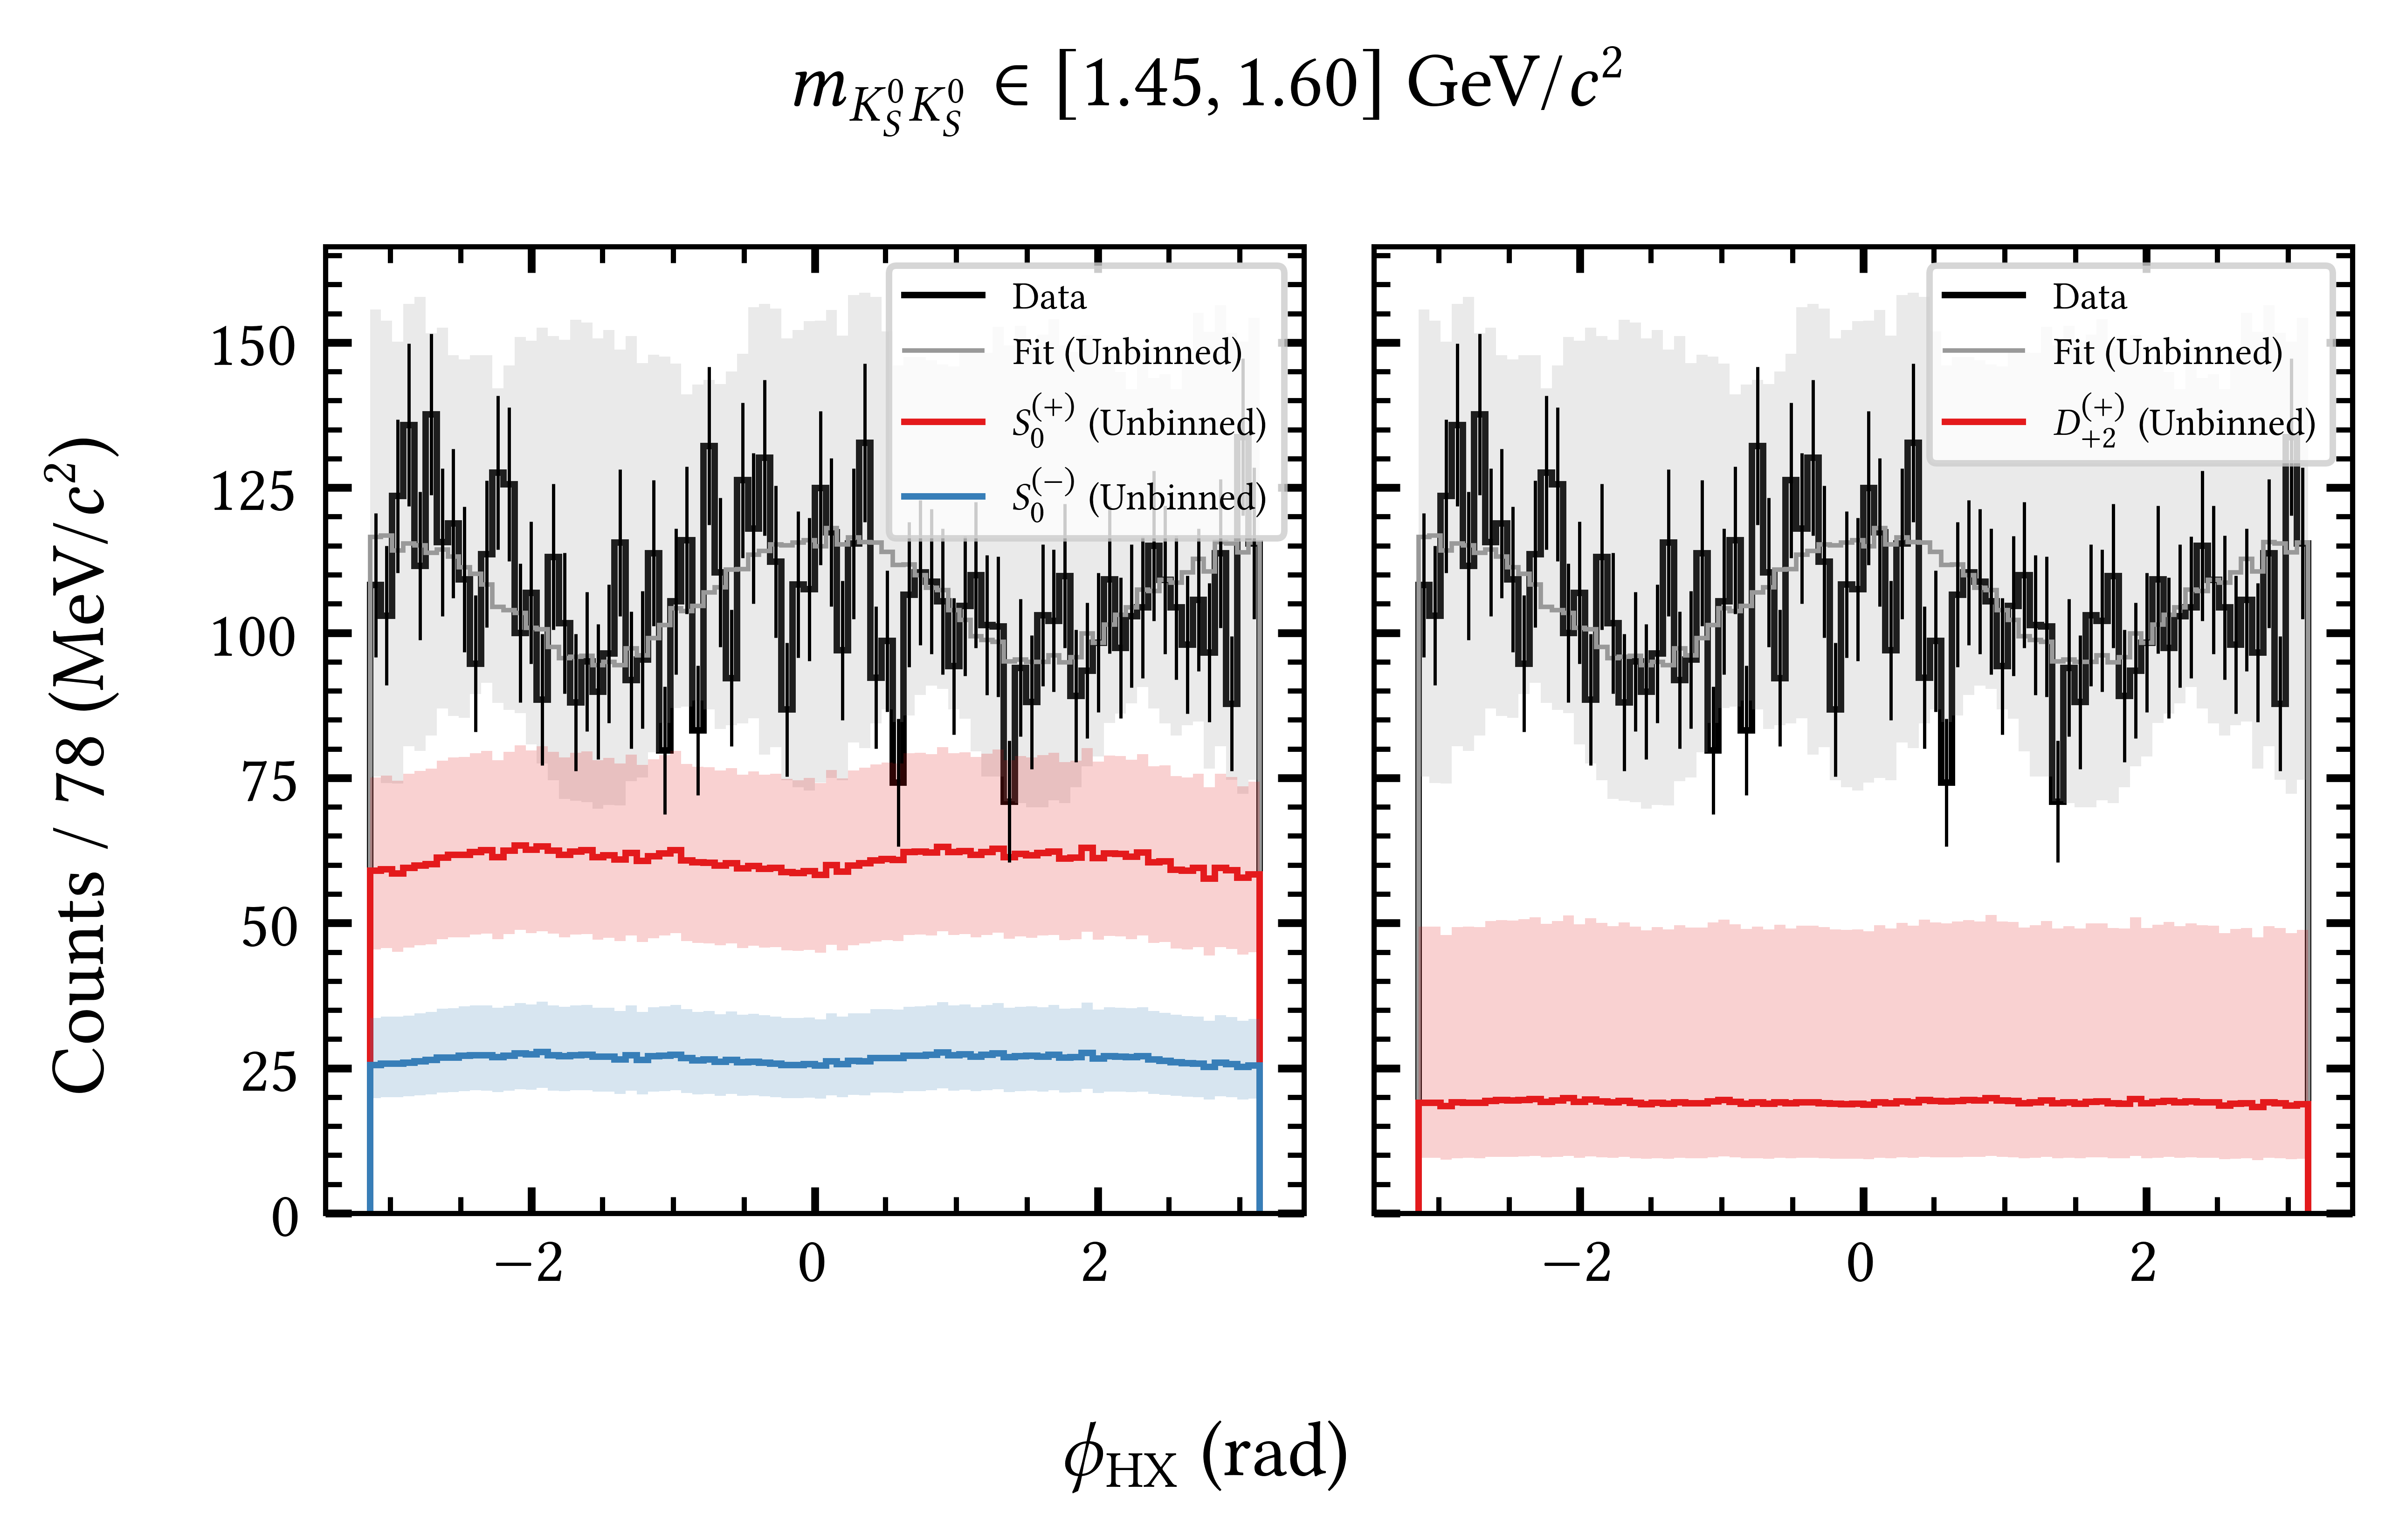 m_{K_S^0 K_S^0} ∈ [1.45, 1.60] GeV/c²
Counts / 78 (MeV/c²)
150
125
100
75
50
25
0
Data
Fit (Unbinned)
S_0^{(+)} (Unbinned)
S_0^{(−)} (Unbinned)
Data
Fit (Unbinned)
D_{+2}^{(+)} (Unbinned)
−2 0 2
−2 0 2
ϕ_{HX} (rad)